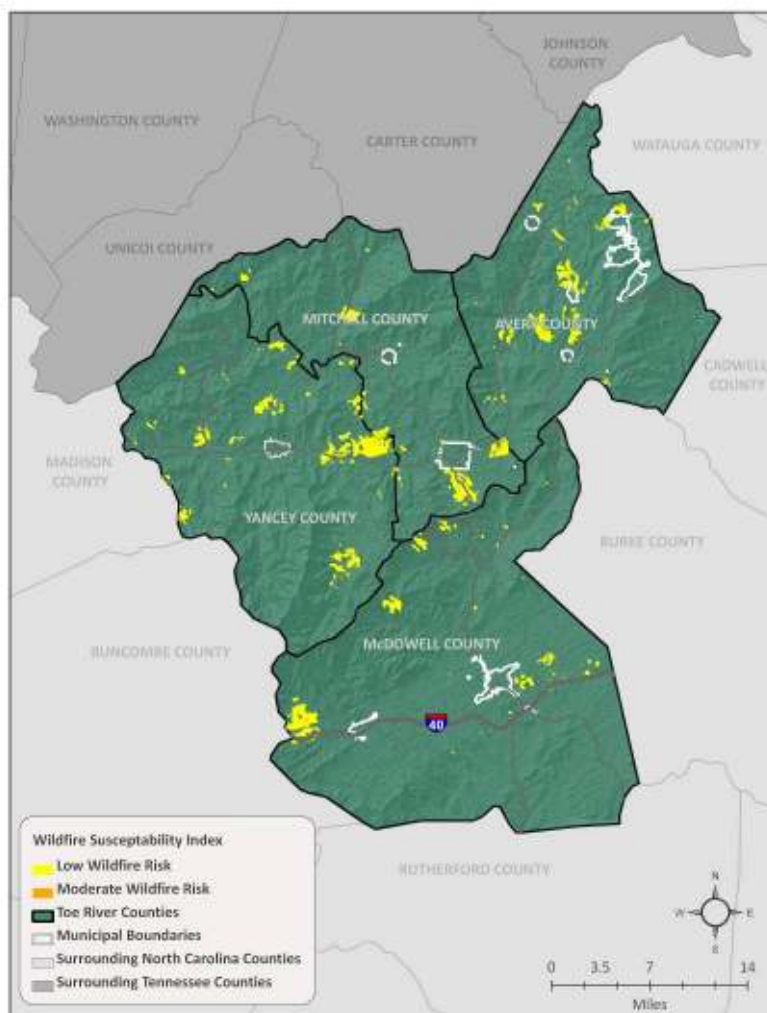 JOHNSON
COUNTY
WASHINGTON COUNTY
CARTER COUNTY
WATAUGA COUNTY
UNICOI COUNTY
MITCHELL COUNTY
AVERY COUNTY
CADWELL
COUNTY
MADISON
COUNTY
YANCEY COUNTY
BURKE COUNTY
BUNCOMBE COUNTY
McDOWELL COUNTY
40
RUTHERFORD COUNTY
Wildfire Susceptability Index
Low Wildfire Risk
Moderate Wildfire Risk
Toe River Counties
Municipal Boundaries
Surrounding North Carolina Counties
Surrounding Tennessee Counties
N
W E
S
0 3.5 7 14
Miles